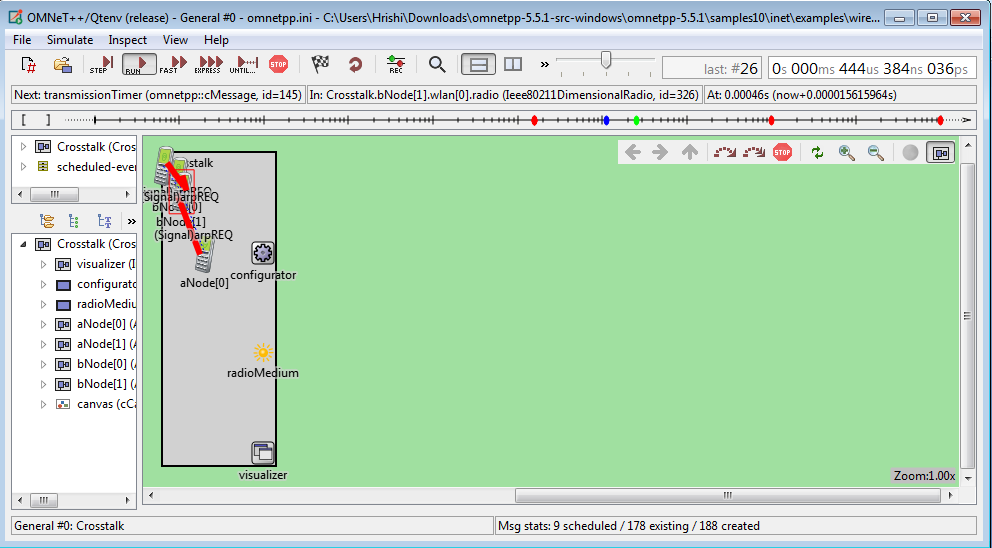 OMNeT++/Qtenv (release) - General #0 - omnetpp.ini - C:\Users\Hrishi\Downloads\omnetpp-5.5.1-src-windows\omnetpp-5.5.1\samples10\inet\examples\wire...
File Simulate Inspect View Help
STEP RUN FAST EXPRESS UNTIL... STOP REC » last: #26 0s 000ms 444us 384ns 036ps
Next: transmissionTimer (omnetpp::cMessage, id=145) In: Crosstalk.bNode[1].wlan[0].radio (Ieee80211DimensionalRadio, id=326) At: 0.00046s (now+0.000015615964s)
[ ]
Crosstalk (Cros
scheduled-ever
»
Crosstalk (Cros
visualizer (I
configurato
radioMediu
aNode[0] (A
aNode[1] (A
bNode[0] (A
bNode[1] (A
canvas (cCa
STOP
stalk
(Signal)arpREQ
bNode[0]
bNode[1]
(Signal)arpREQ
aNode[0]
configurator
radioMedium
visualizer
Zoom:1.00x
General #0: Crosstalk
Msg stats: 9 scheduled / 178 existing / 188 created